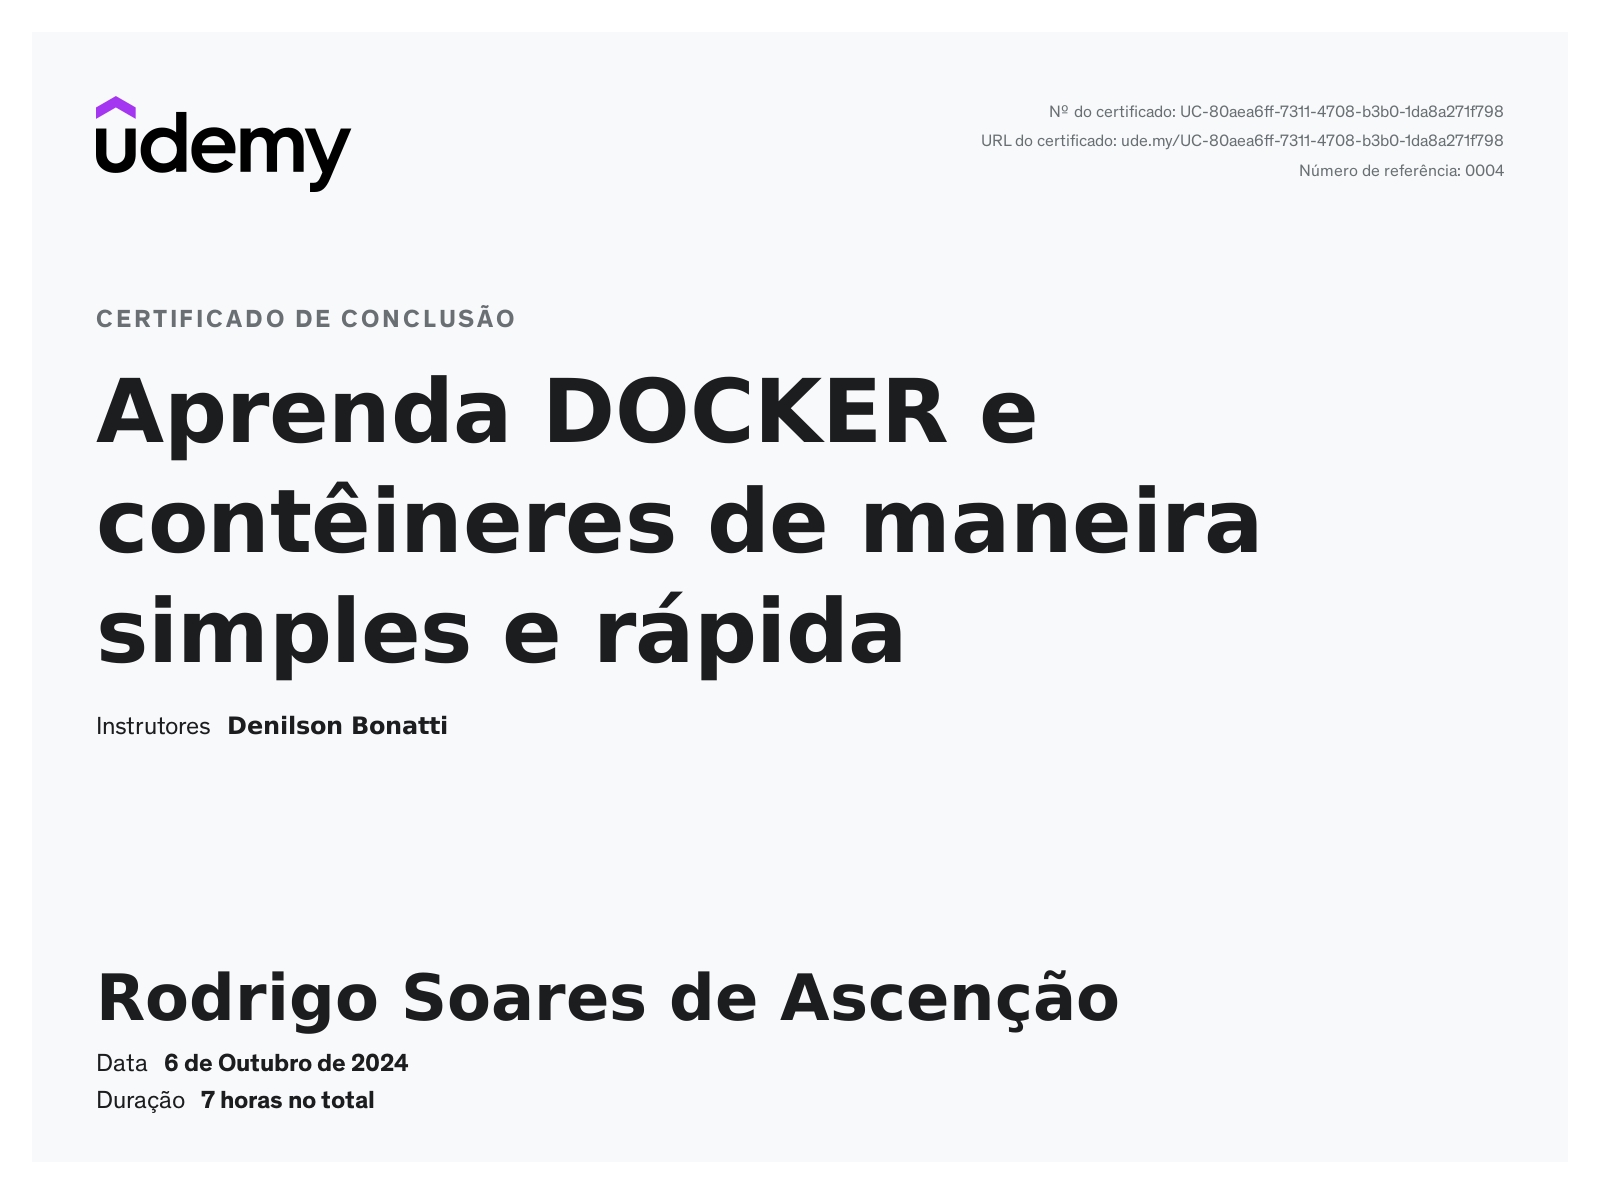 udemy
Nº do certificado: UC-80aea6ff-7311-4708-b3b0-1da8a271f798
URL do certificado: ude.my/UC-80aea6ff-7311-4708-b3b0-1da8a271f798
Número de referência: 0004
CERTIFICADO DE CONCLUSÃO
Aprenda DOCKER e
contêineres de maneira
simples e rápida
Instrutores Denilson Bonatti
Rodrigo Soares de Ascenção
Data 6 de Outubro de 2024
Duração 7 horas no total